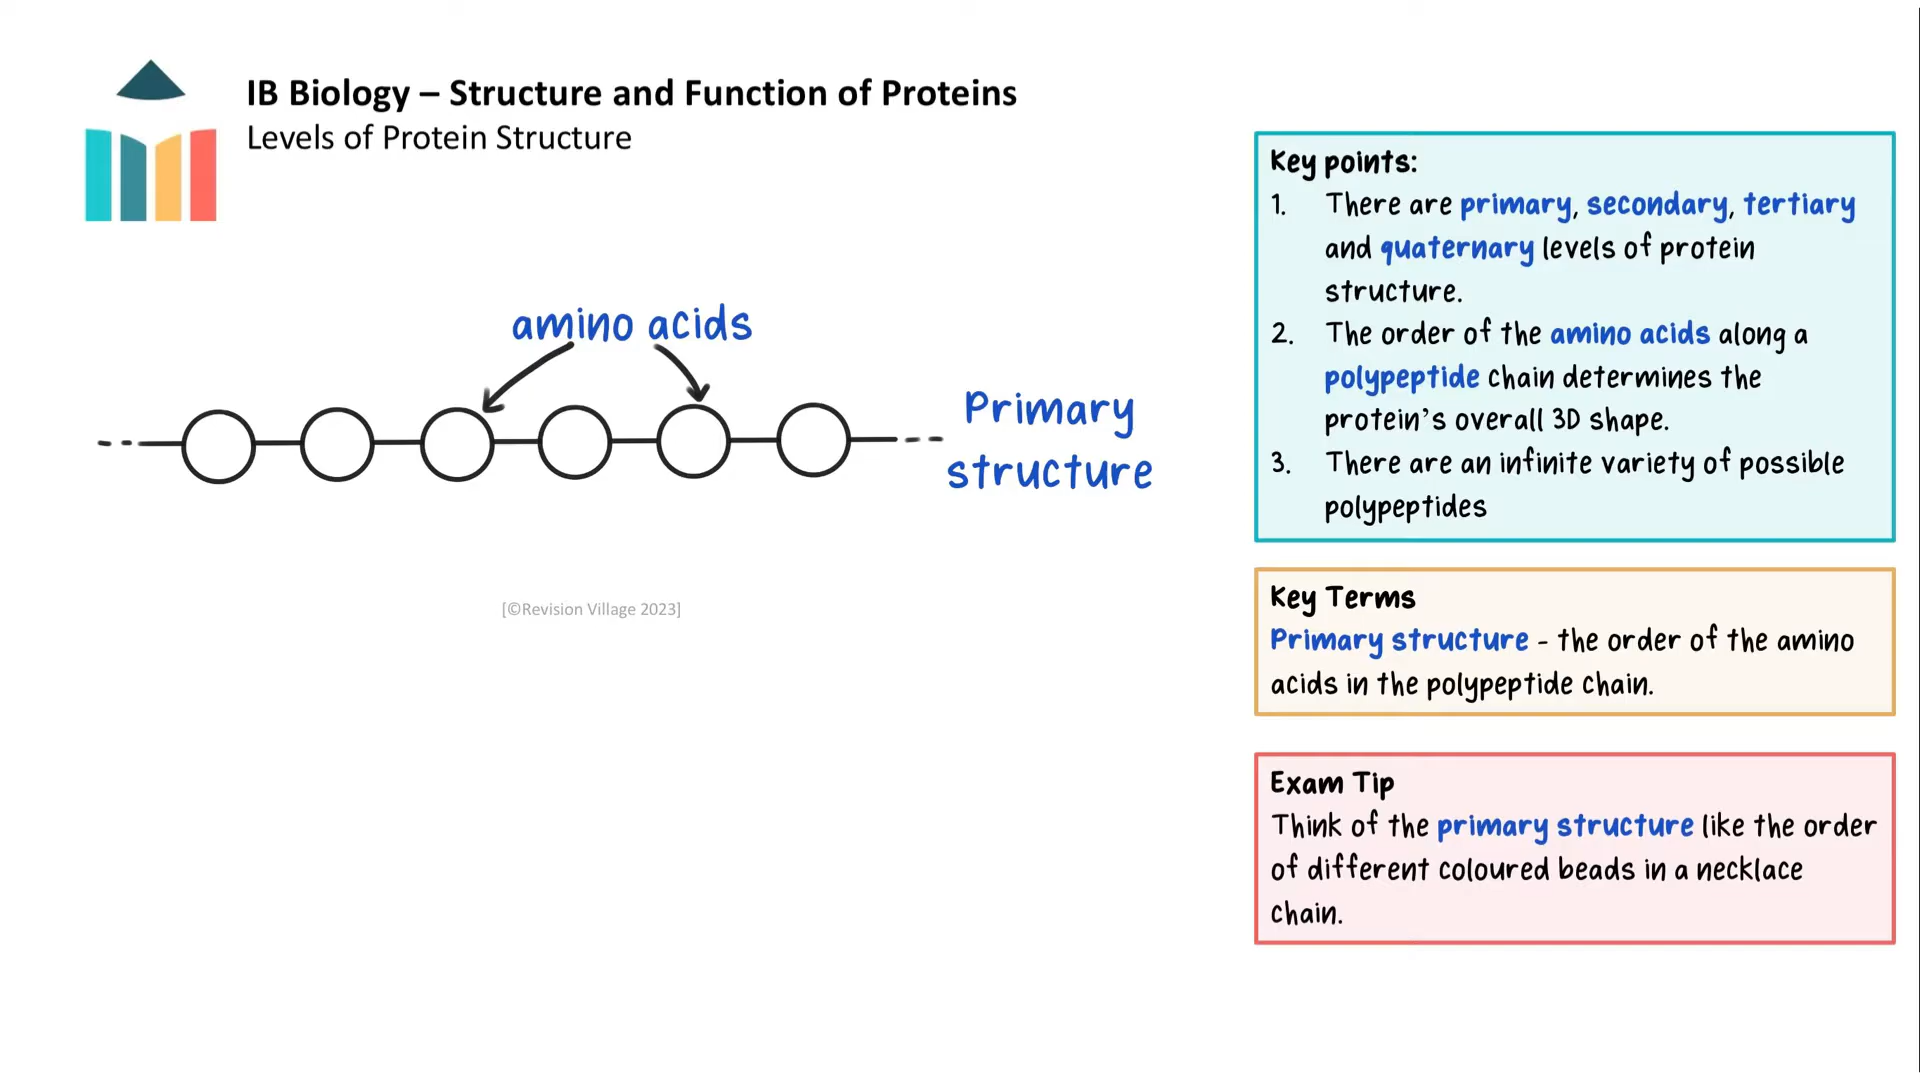 IB Biology – Structure and Function of Proteins
Levels of Protein Structure
amino acids
Primary
structure
[©Revision Village 2023]
Key points:
1. There are primary, secondary, tertiary
and quaternary levels of protein
structure.
2. The order of the amino acids along a
polypeptide chain determines the
protein’s overall 3D shape.
3. There are an infinite variety of possible
polypeptides
Key Terms
Primary structure - the order of the amino
acids in the polypeptide chain.
Exam Tip
Think of the primary structure like the order
of different coloured beads in a necklace
chain.